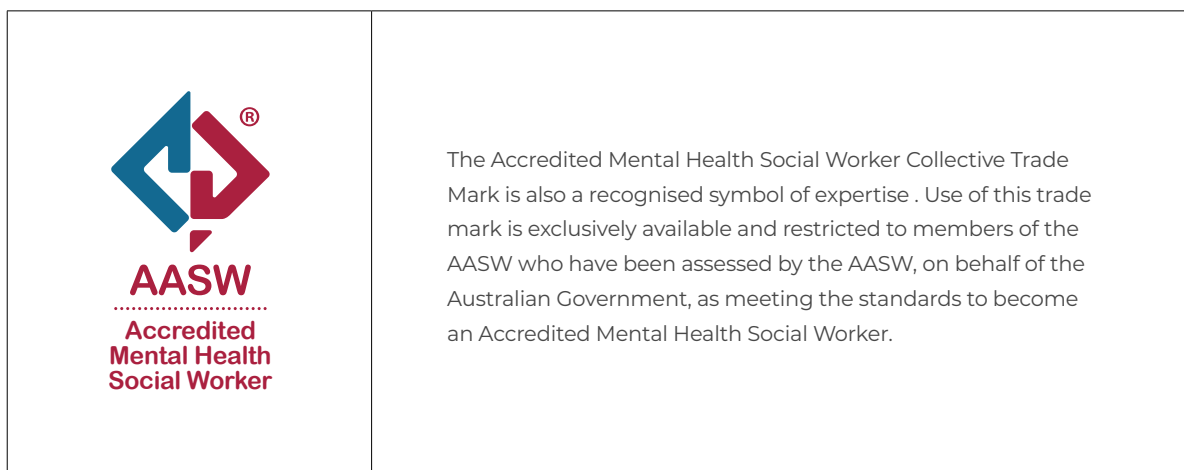 ®
AASW
Accredited
Mental Health
Social Worker
The Accredited Mental Health Social Worker Collective Trade
Mark is also a recognised symbol of expertise . Use of this trade
mark is exclusively available and restricted to members of the
AASW who have been assessed by the AASW, on behalf of the
Australian Government, as meeting the standards to become
an Accredited Mental Health Social Worker.